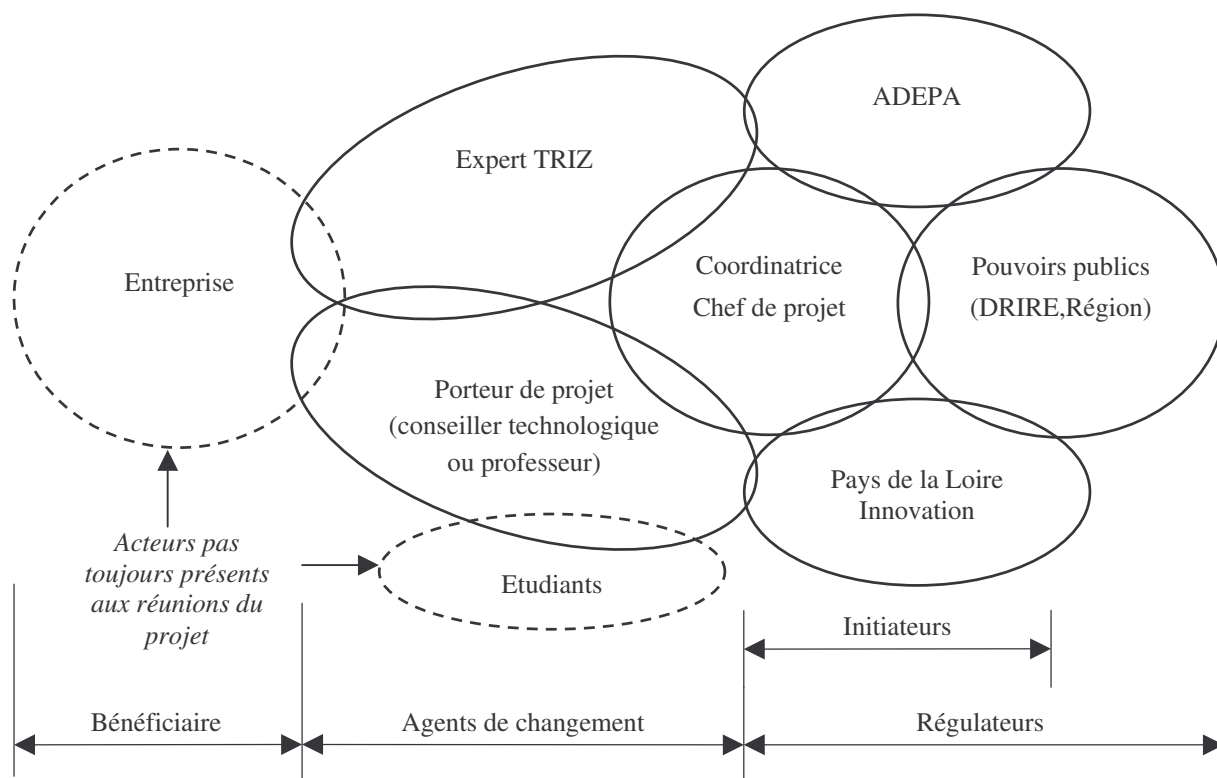 ADEPA
Expert TRIZ
Entreprise
Coordinatrice
Chef de projet
Pouvoirs publics
(DRIRE,Région)
Porteur de projet
(conseiller technologique
ou professeur)
Pays de la Loire
Innovation
Acteurs pas
toujours présents
aux réunions du
projet
Etudiants
Initiateurs
Bénéficiaire
Agents de changement
Régulateurs